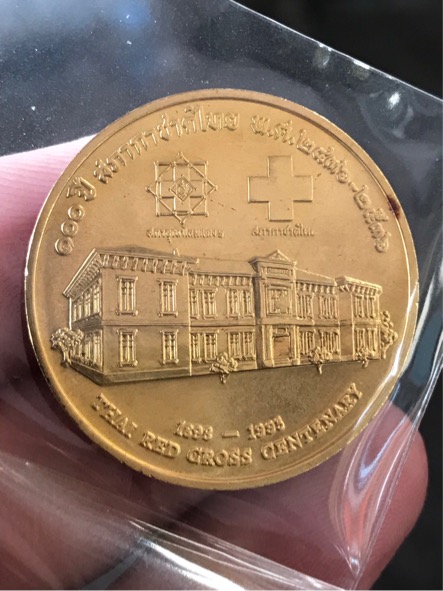 ๑๐๐ ปี สภากาชาดไทย พ.ศ. ๒๔๓๖-๒๕๓๖
สภากาชาดไทย
1893 — 1993
THAI RED CROSS CENTENARY